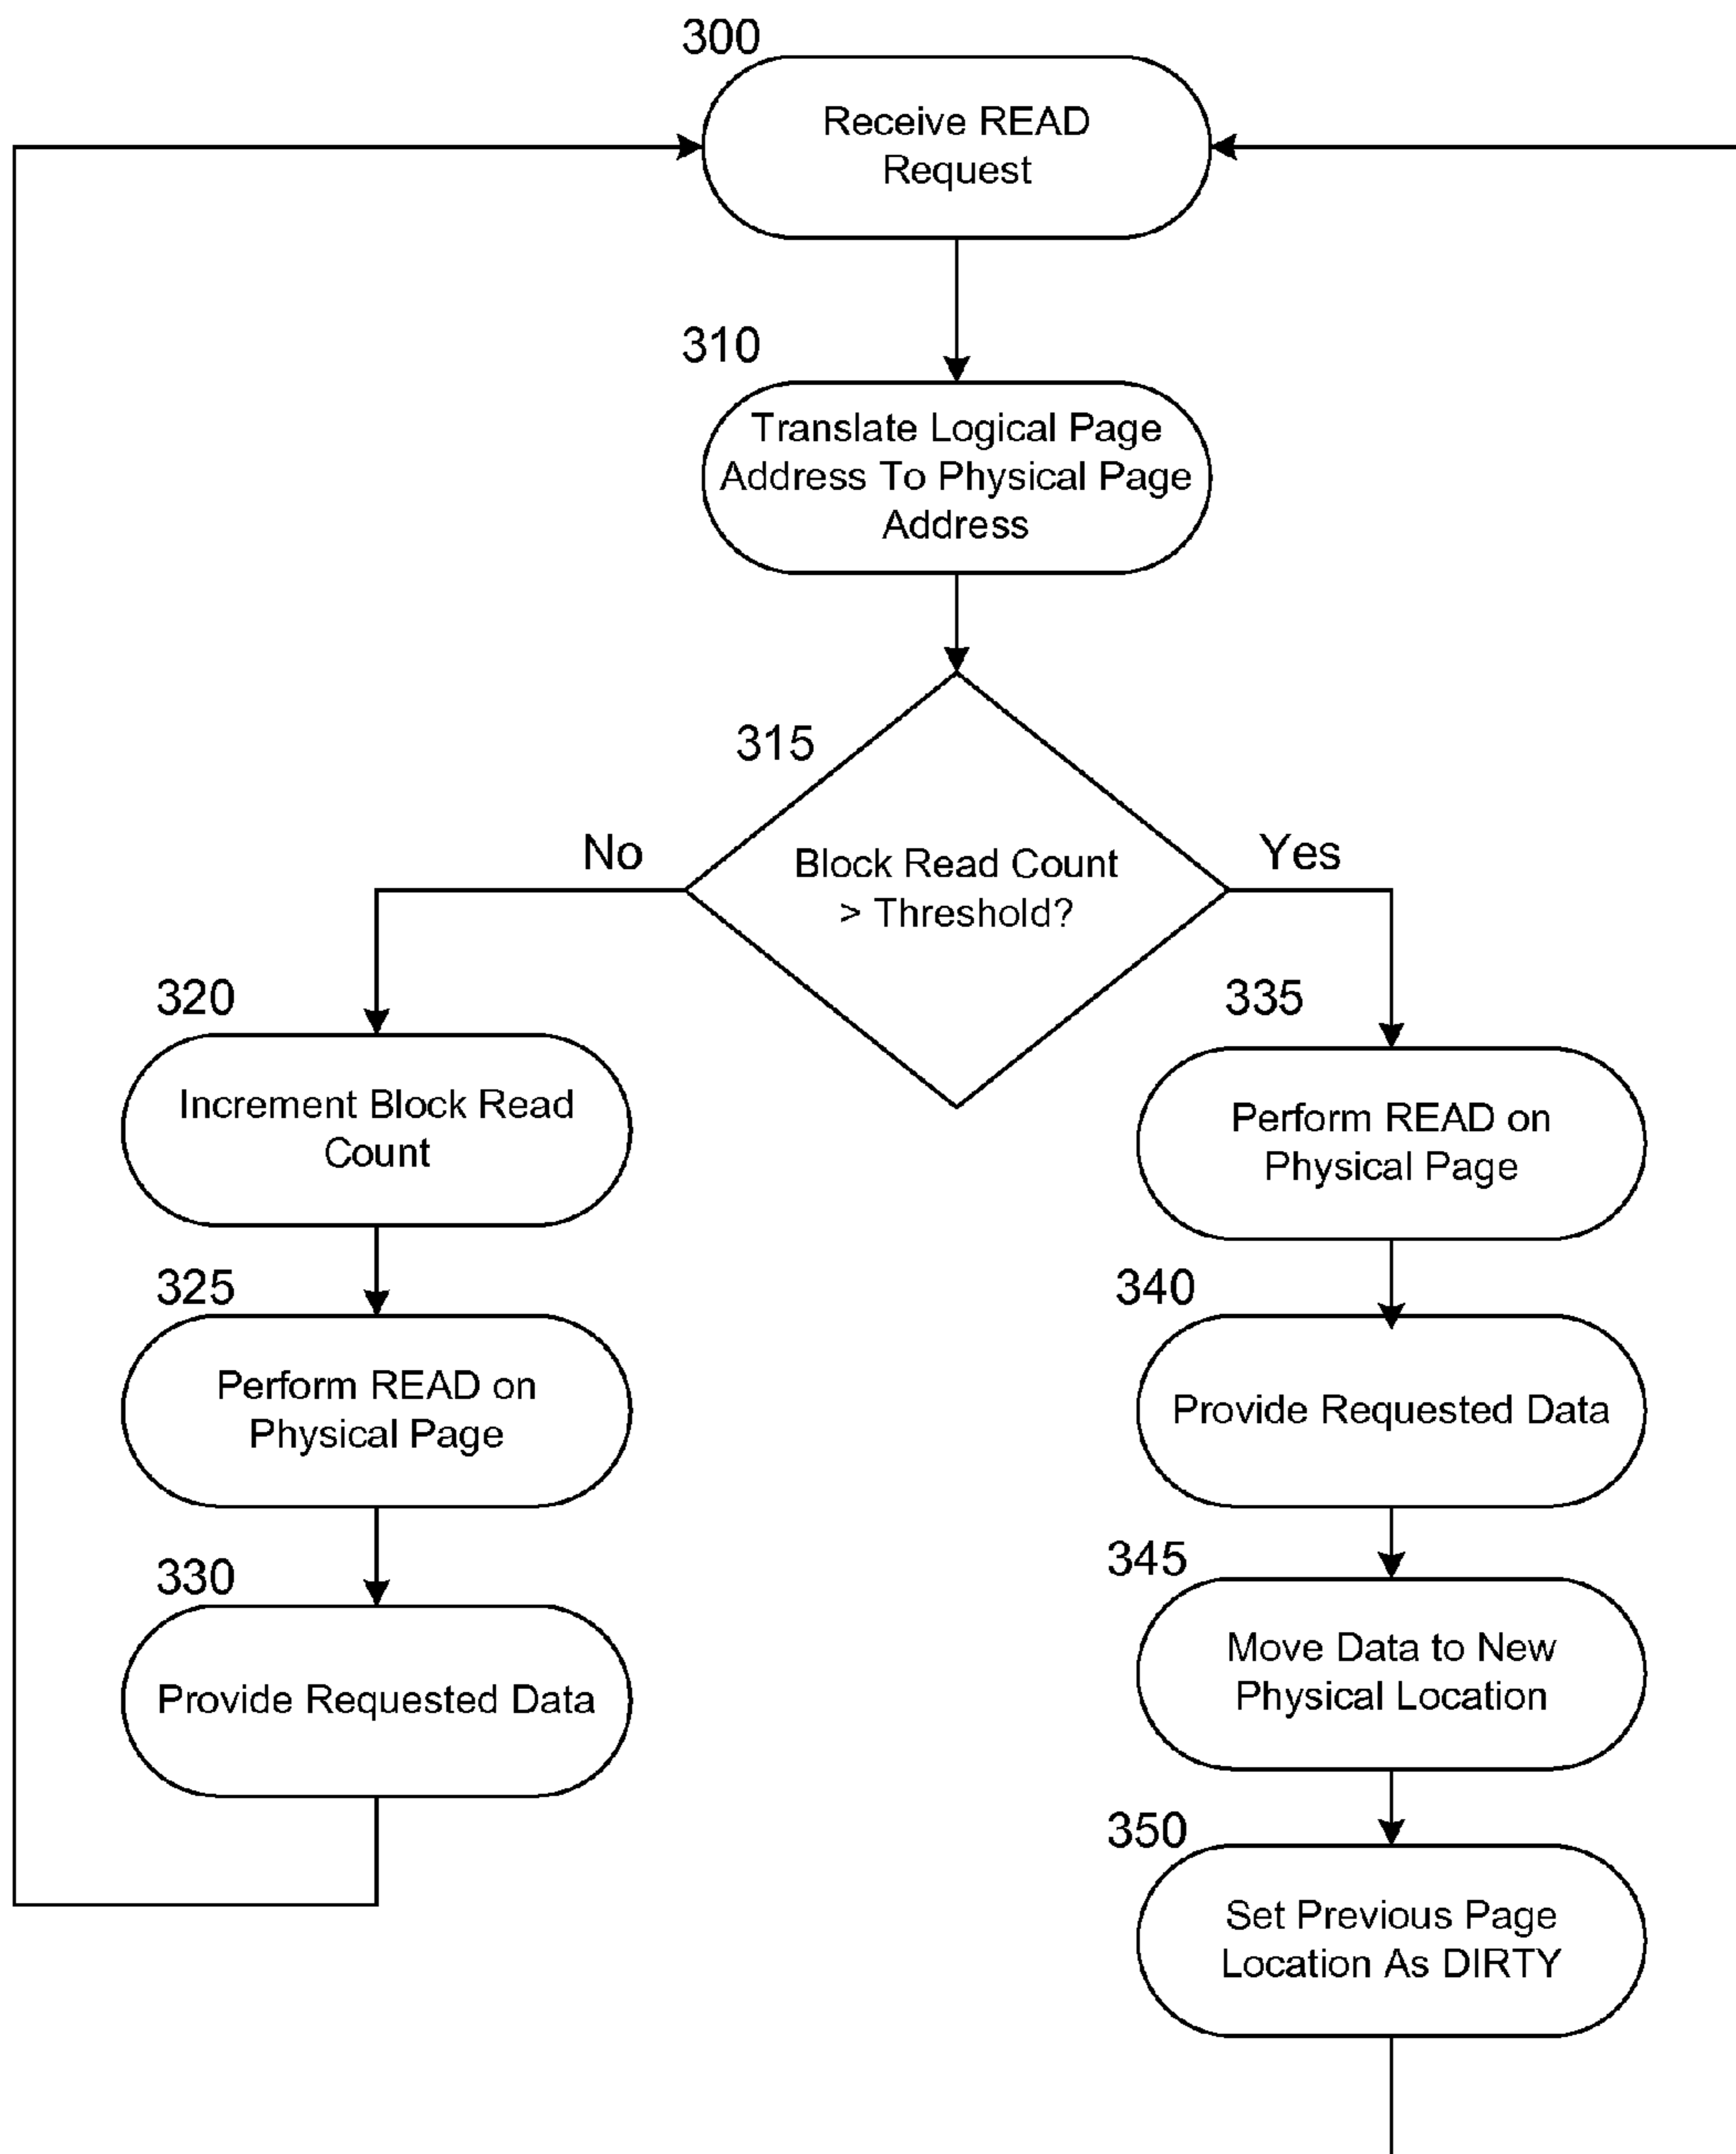 300
Receive READ
Request
310
Translate Logical Page
Address To Physical Page
Address
315
Block Read Count
> Threshold?
No
Yes
320
Increment Block Read
Count
325
Perform READ on
Physical Page
330
Provide Requested Data
335
Perform READ on
Physical Page
340
Provide Requested Data
345
Move Data to New
Physical Location
350
Set Previous Page
Location As DIRTY